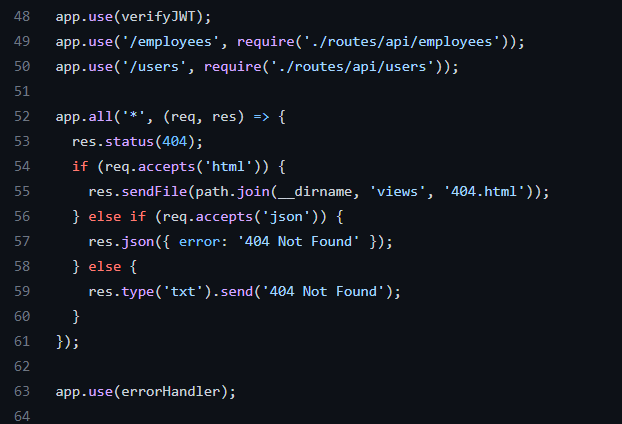 48 app.use(verifyJWT);
49 app.use('/employees', require('./routes/api/employees'));
50 app.use('/users', require('./routes/api/users'));
51
52 app.all('*', (req, res) => {
53   res.status(404);
54   if (req.accepts('html')) {
55     res.sendFile(path.join(__dirname, 'views', '404.html'));
56   } else if (req.accepts('json')) {
57     res.json({ error: '404 Not Found' });
58   } else {
59     res.type('txt').send('404 Not Found');
60   }
61 });
62
63 app.use(errorHandler);
64